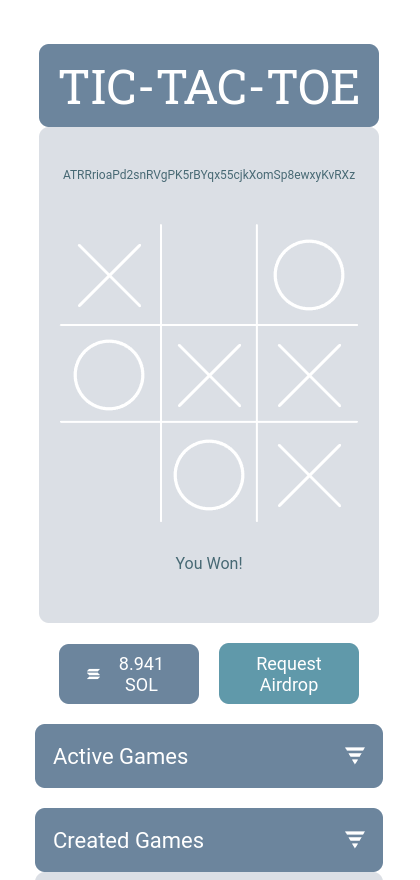 TIC-TAC-TOE
ATRRrioaPd2snRVgPK5rBYqx55cjkXomSp8ewxyKvRXz
You Won!
8.941
SOL
Request
Airdrop
Active Games
Created Games